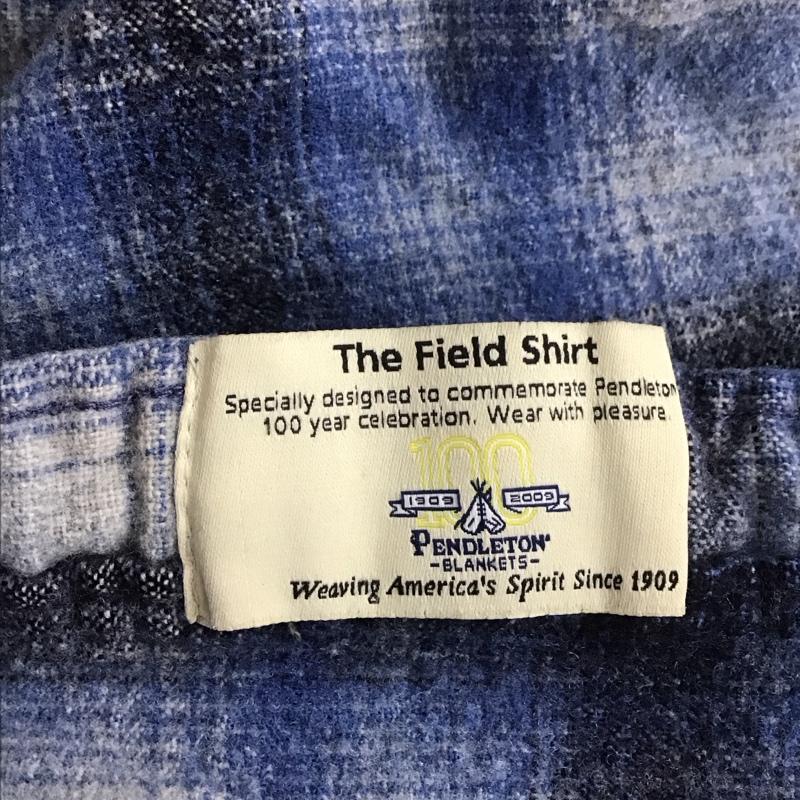 The Field Shirt
Specially designed to commemorate Pendleton
100 year celebration. Wear with pleasure.
100
1909 2009
PENDLETON®
-BLANKETS-
Weaving America's Spirit Since 1909